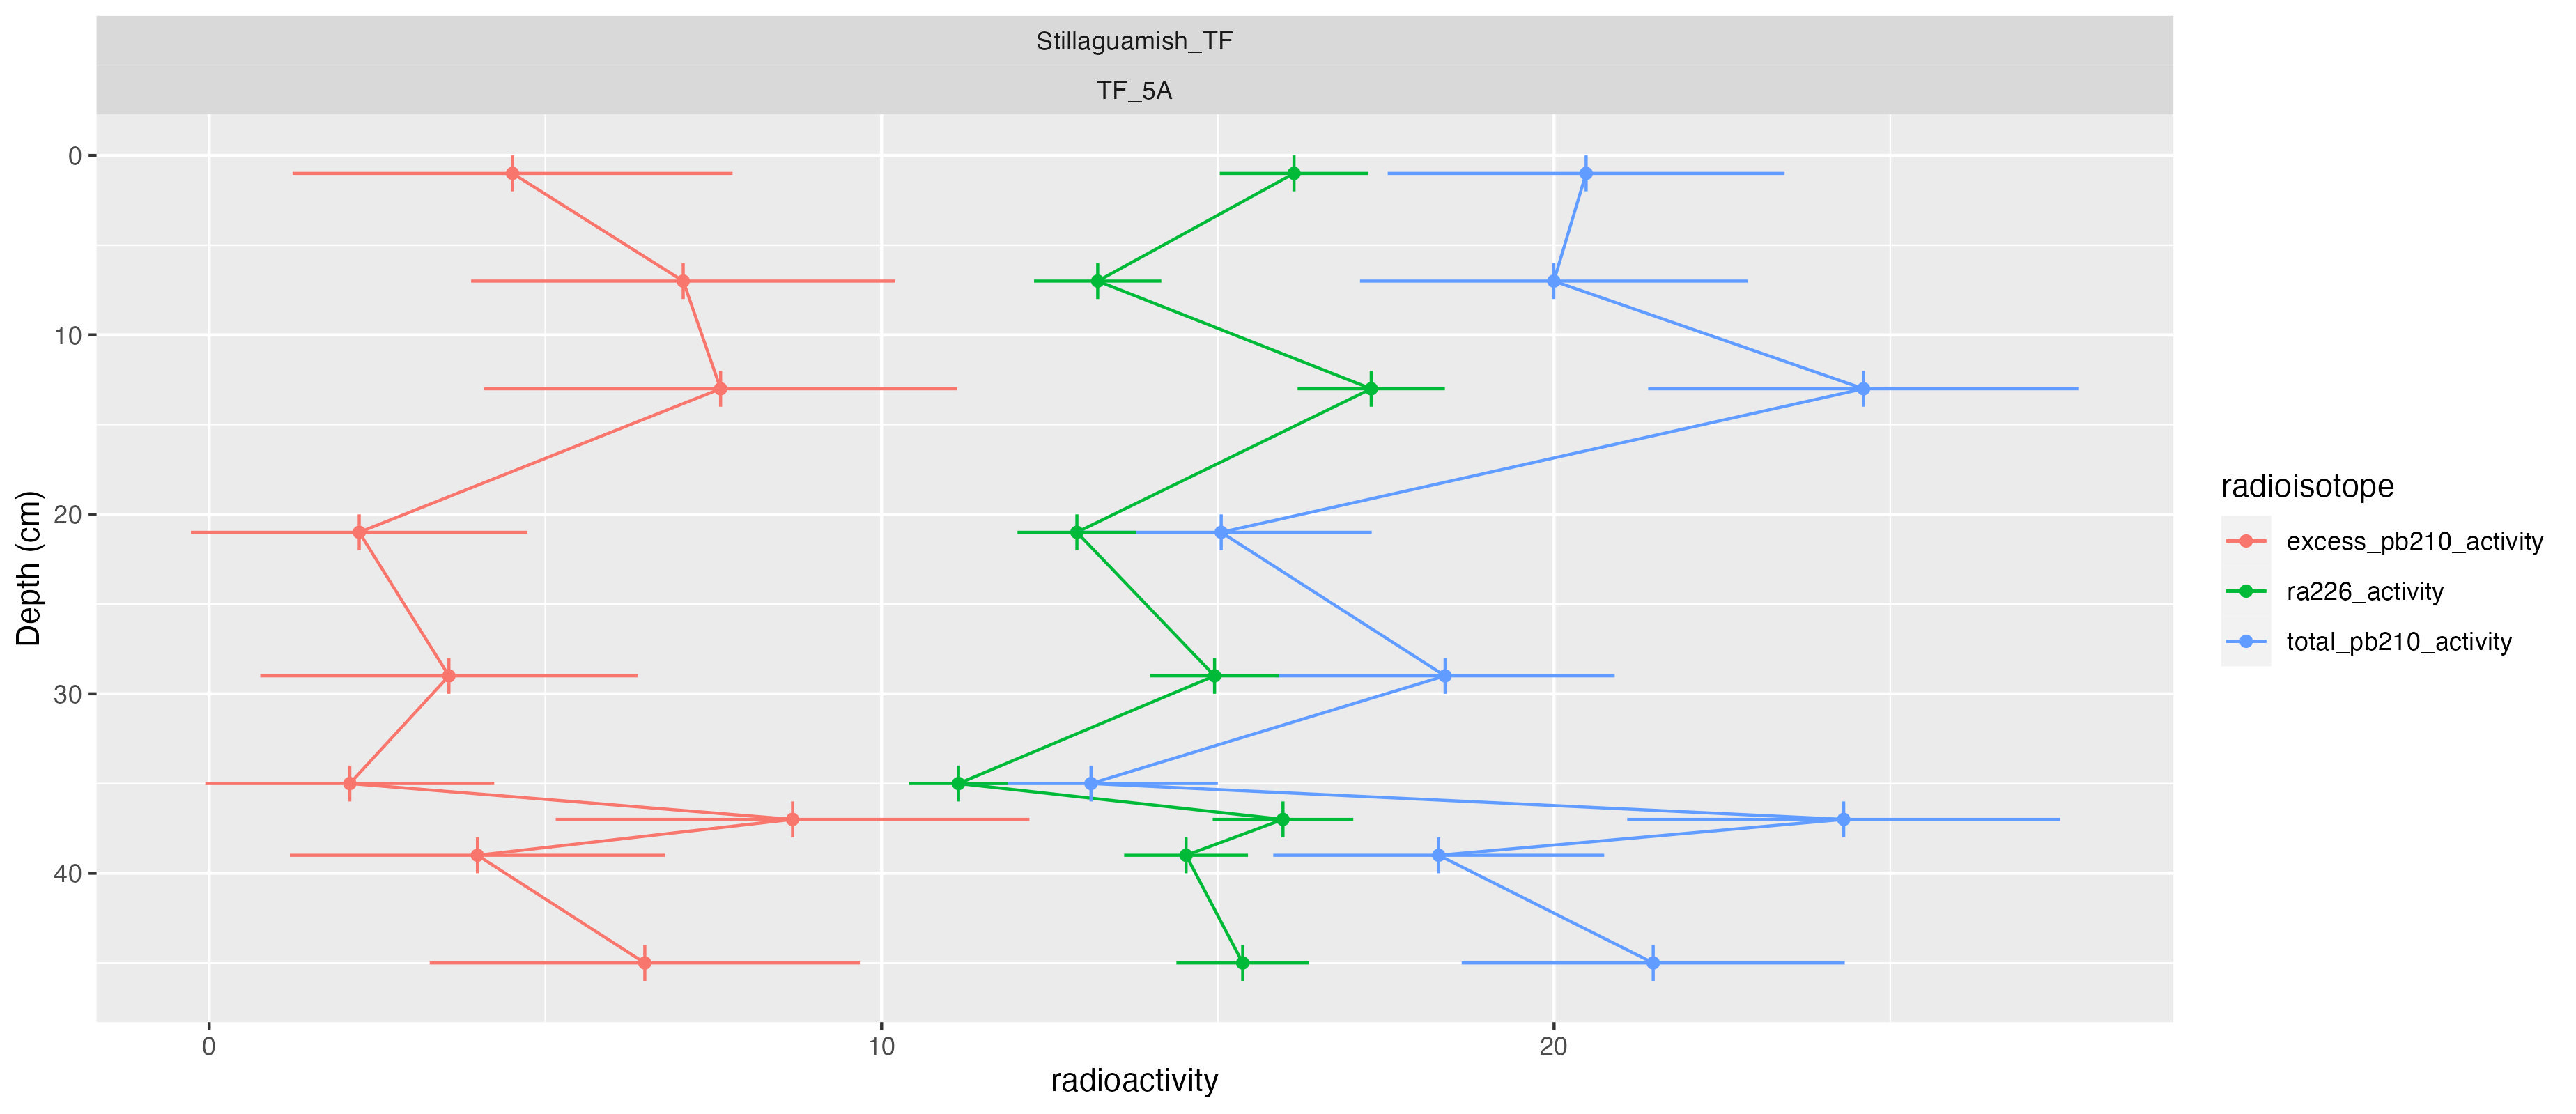 Stillaguamish_TF
TF_5A
0
10
20
30
40
Depth (cm)
0
10
20
radioactivity
radioisotope
excess_pb210_activity
ra226_activity
total_pb210_activity